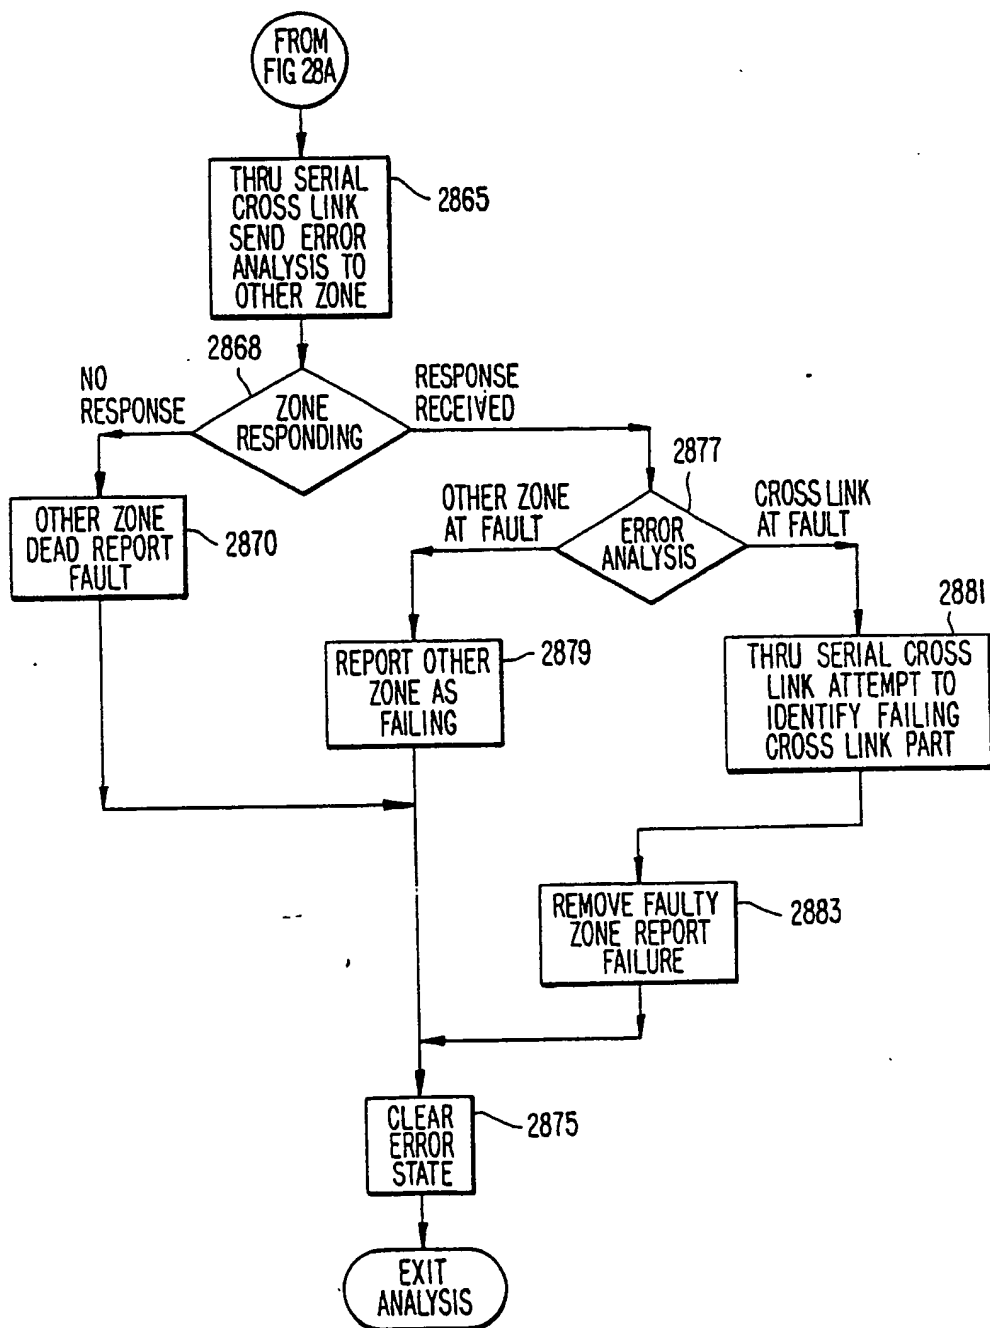 FROM
FIG 28A
THRU SERIAL
CROSS LINK
SEND ERROR
ANALYSIS TO
OTHER ZONE
2865
2868
NO
RESPONSE
ZONE
RESPONDING
RESPONSE
RECEIVED
2877
OTHER ZONE
AT FAULT
ERROR
ANALYSIS
CROSS LINK
AT FAULT
OTHER ZONE
DEAD REPORT
FAULT
2870
2881
REPORT OTHER
ZONE AS
FAILING
2879
THRU SERIAL CROSS
LINK ATTEMPT TO
IDENTIFY FAILING
CROSS LINK PART
REMOVE FAULTY
ZONE REPORT
FAILURE
2883
CLEAR
ERROR
STATE
2875
EXIT
ANALYSIS